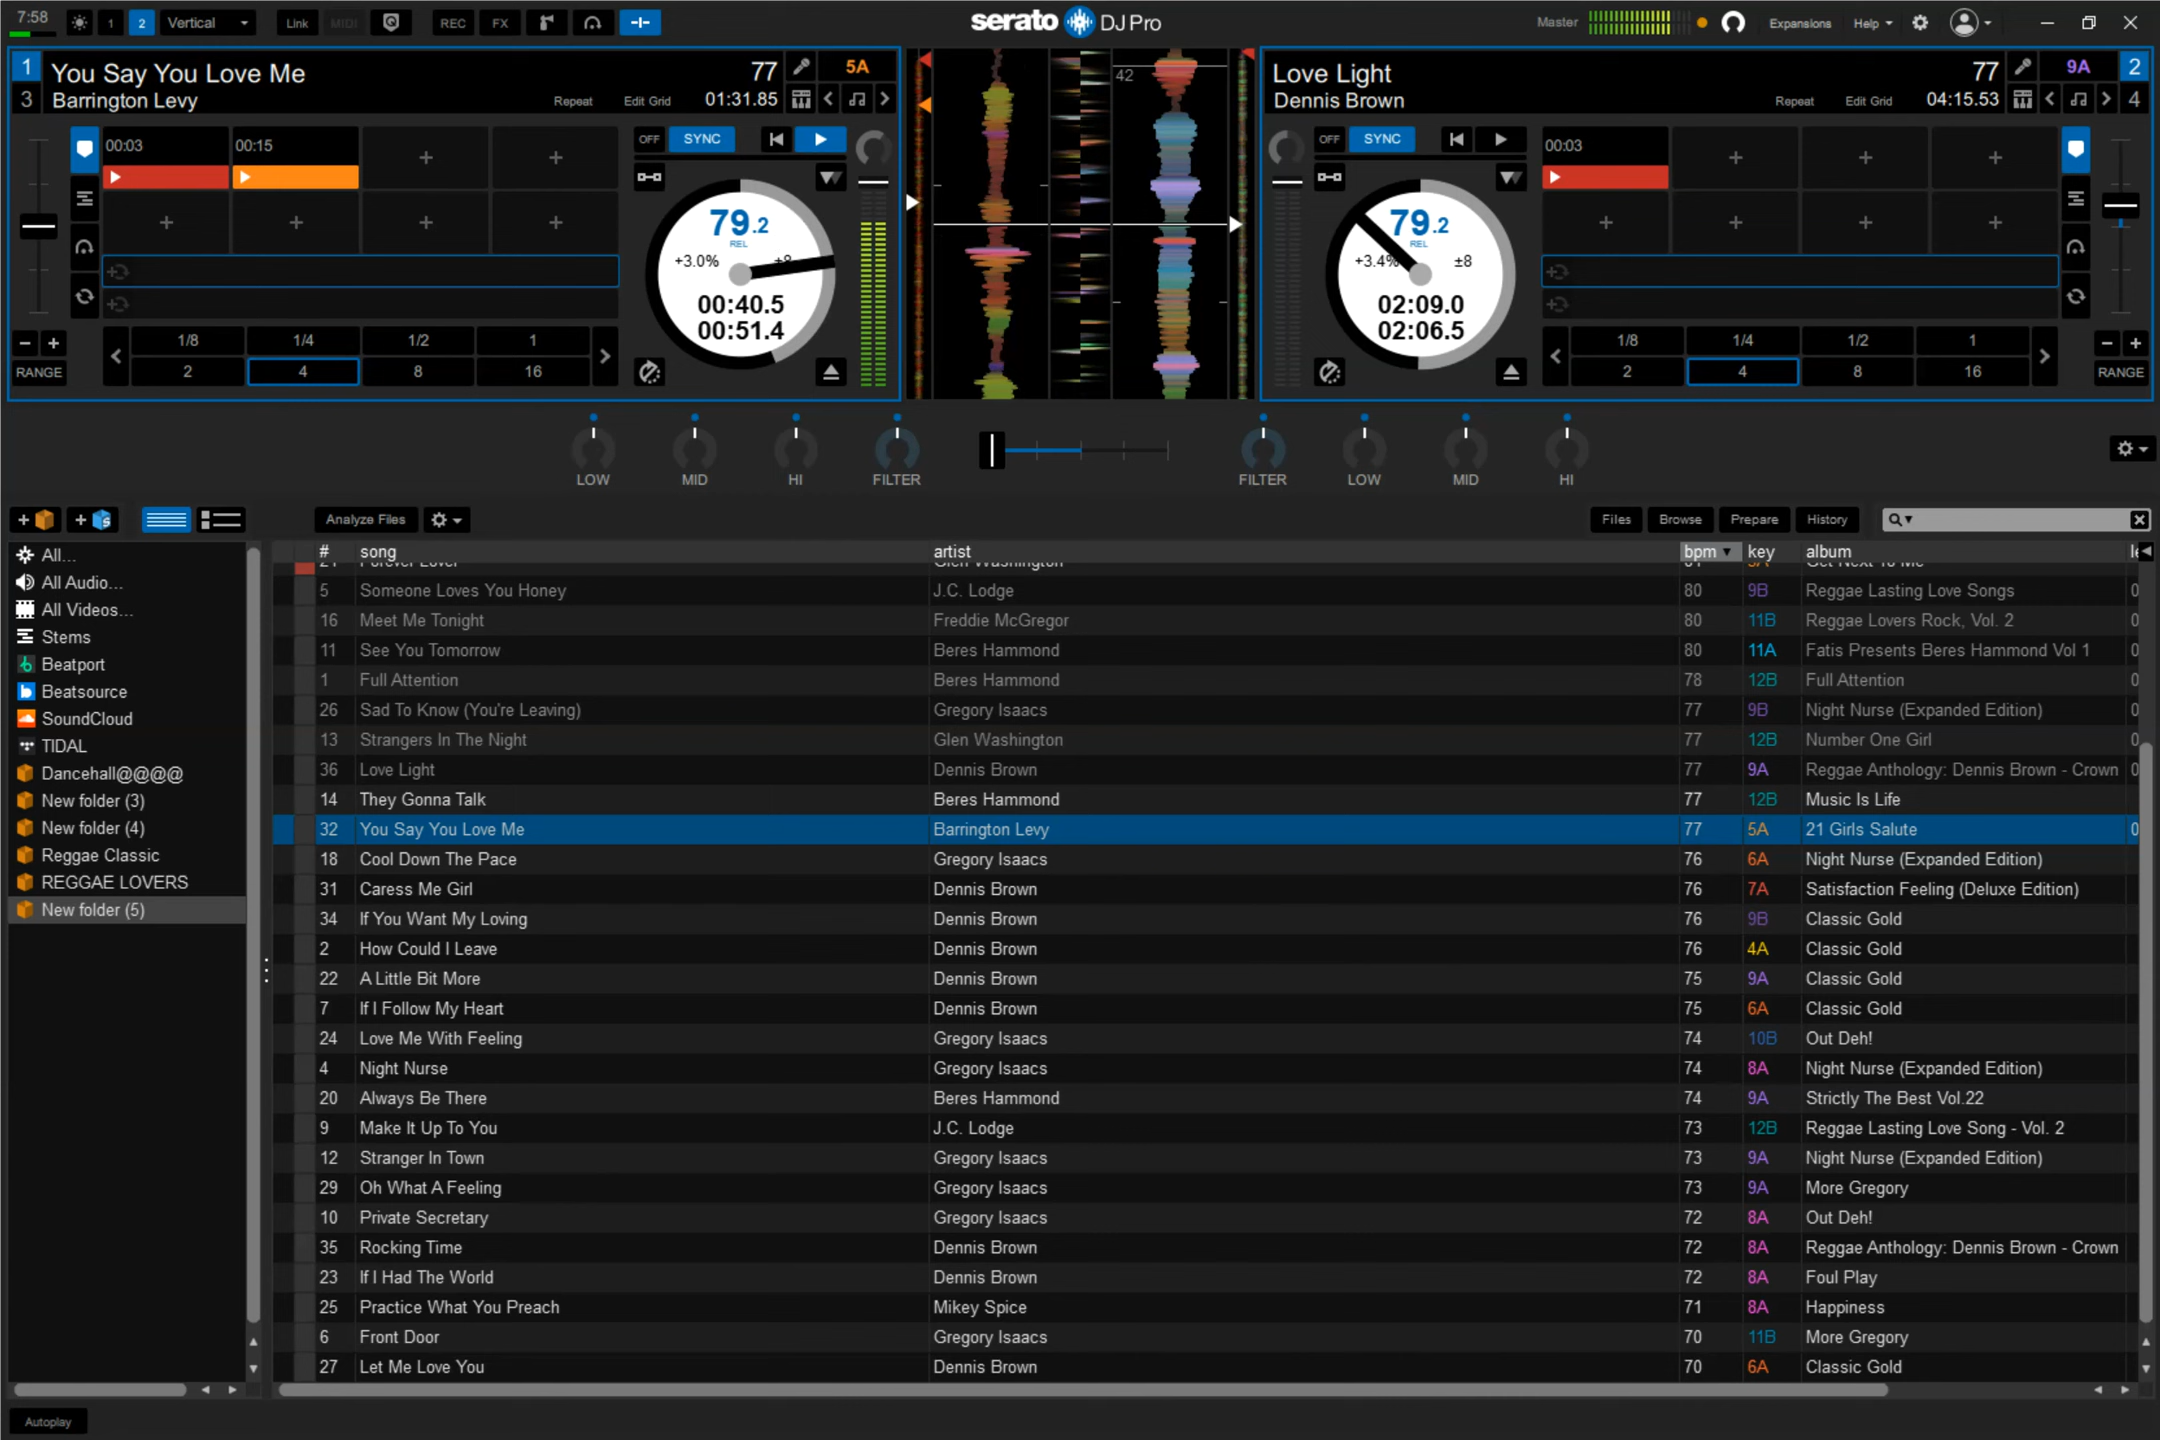 7:58
1
2
Vertical
Link
MIDI
REC
FX
serato DJ Pro
Master
Expansions
Help
1
You Say You Love Me
77
5A
3
Barrington Levy
Repeat
Edit Grid
01:31.85
00:03
00:15
OFF
SYNC
79.2
REL
+3.0%
±8
00:40.5
00:51.4
1/8
1/4
1/2
1
2
4
8
16
RANGE
42
Love Light
77
9A
2
Dennis Brown
Repeat
Edit Grid
04:15.53
4
OFF
SYNC
00:03
79.2
REL
+3.4%
±8
02:09.0
02:06.5
1/8
1/4
1/2
1
2
4
8
16
RANGE
LOW
MID
HI
FILTER
FILTER
LOW
MID
HI
Analyze Files
Files
Browse
Prepare
History
All...
All Audio...
All Videos...
Stems
Beatport
Beatsource
SoundCloud
TIDAL
Dancehall@@@@
New folder (3)
New folder (4)
Reggae Classic
REGGAE LOVERS
New folder (5)
# song artist bpm key album
5 Someone Loves You Honey J.C. Lodge 80 9B Reggae Lasting Love Songs 0
16 Meet Me Tonight Freddie McGregor 80 11B Reggae Lovers Rock, Vol. 2 0
11 See You Tomorrow Beres Hammond 80 11A Fatis Presents Beres Hammond Vol 1 0
1 Full Attention Beres Hammond 78 12B Full Attention 0
26 Sad To Know (You're Leaving) Gregory Isaacs 77 9B Night Nurse (Expanded Edition) 0
13 Strangers In The Night Glen Washington 77 12B Number One Girl 0
36 Love Light Dennis Brown 77 9A Reggae Anthology: Dennis Brown - Crown 0
14 They Gonna Talk Beres Hammond 77 12B Music Is Life
32 You Say You Love Me Barrington Levy 77 5A 21 Girls Salute 0
18 Cool Down The Pace Gregory Isaacs 76 6A Night Nurse (Expanded Edition)
31 Caress Me Girl Dennis Brown 76 7A Satisfaction Feeling (Deluxe Edition)
34 If You Want My Loving Dennis Brown 76 9B Classic Gold
2 How Could I Leave Dennis Brown 76 4A Classic Gold
22 A Little Bit More Dennis Brown 75 9A Classic Gold
7 If I Follow My Heart Dennis Brown 75 6A Classic Gold
24 Love Me With Feeling Gregory Isaacs 74 10B Out Deh!
4 Night Nurse Gregory Isaacs 74 8A Night Nurse (Expanded Edition)
20 Always Be There Beres Hammond 74 9A Strictly The Best Vol.22
9 Make It Up To You J.C. Lodge 73 12B Reggae Lasting Love Song - Vol. 2
12 Stranger In Town Gregory Isaacs 73 9A Night Nurse (Expanded Edition)
29 Oh What A Feeling Gregory Isaacs 73 9A More Gregory
10 Private Secretary Gregory Isaacs 72 8A Out Deh!
35 Rocking Time Dennis Brown 72 8A Reggae Anthology: Dennis Brown - Crown
23 If I Had The World Dennis Brown 72 8A Foul Play
25 Practice What You Preach Mikey Spice 71 8A Happiness
6 Front Door Gregory Isaacs 70 11B More Gregory
27 Let Me Love You Dennis Brown 70 6A Classic Gold
Autoplay